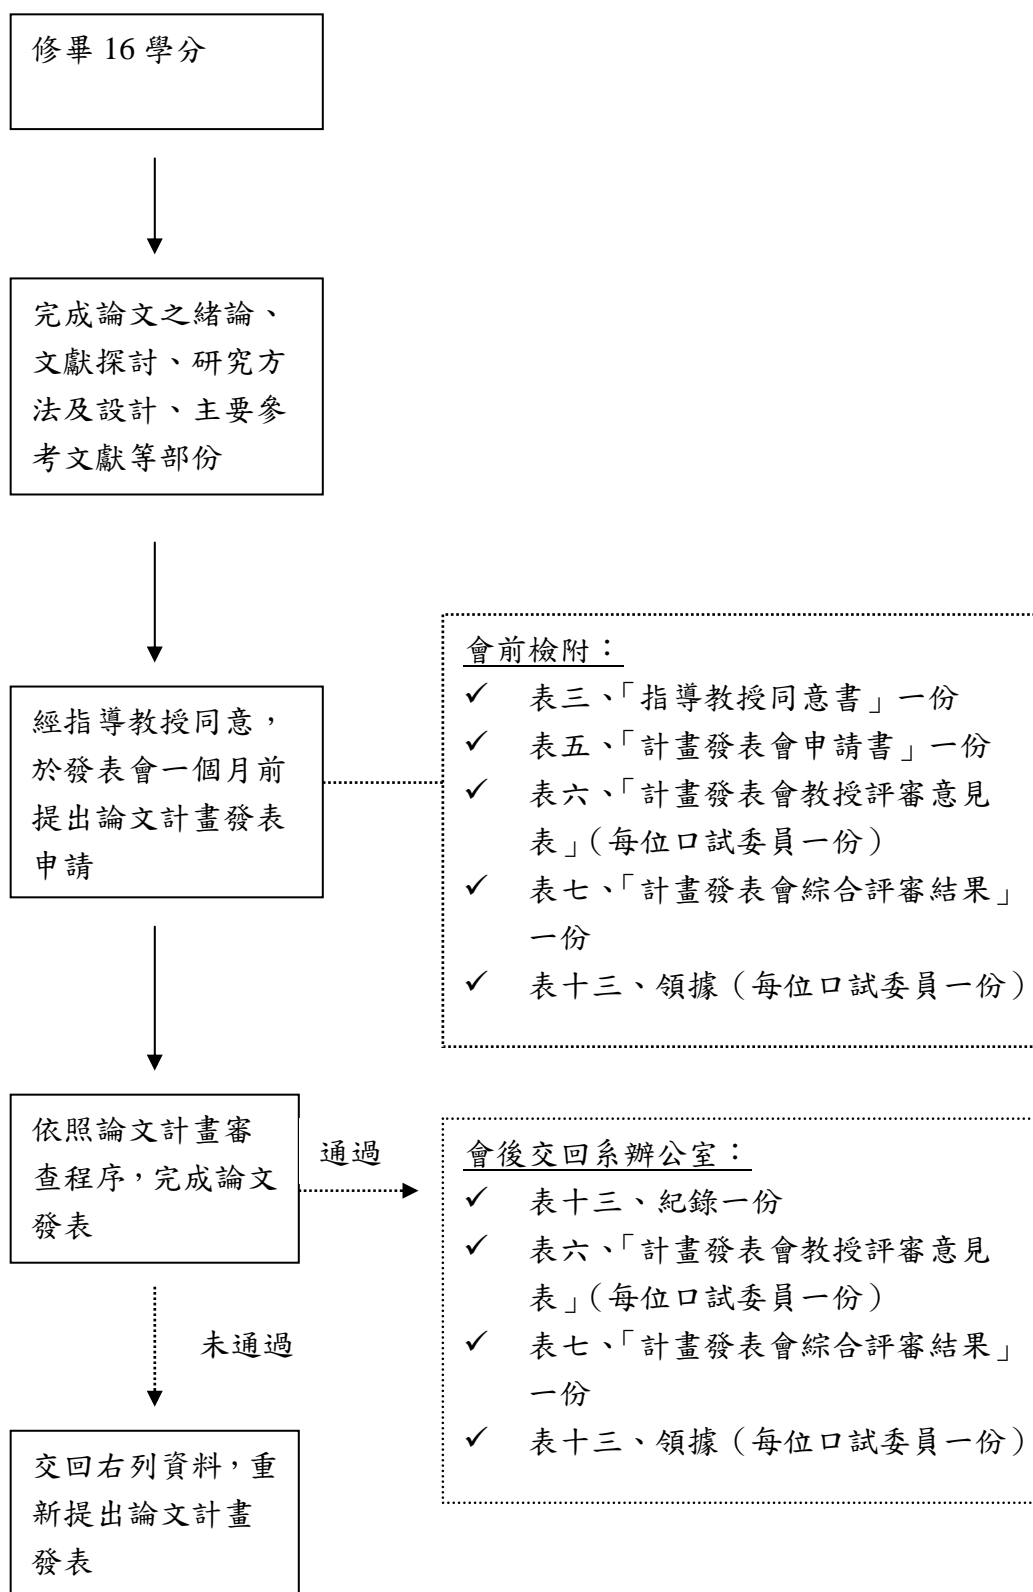 修畢 16 學分
完成論文之緒論、
文獻探討、研究方
法及設計、主要參
考文獻等部份
經指導教授同意，
於發表會一個月前
提出論文計畫發表
申請
會前檢附：
✓ 表三、「指導教授同意書」一份
✓ 表五、「計畫發表會申請書」一份
✓ 表六、「計畫發表會教授評審意見
表」（每位口試委員一份）
✓ 表七、「計畫發表會綜合評審結果」
一份
✓ 表十三、領據（每位口試委員一份）
依照論文計畫審
查程序，完成論文
發表
通過
會後交回系辦公室：
✓ 表十三、紀錄一份
✓ 表六、「計畫發表會教授評審意見
表」（每位口試委員一份）
✓ 表七、「計畫發表會綜合評審結果」
一份
✓ 表十三、領據（每位口試委員一份）
未通過
交回右列資料，重
新提出論文計畫
發表